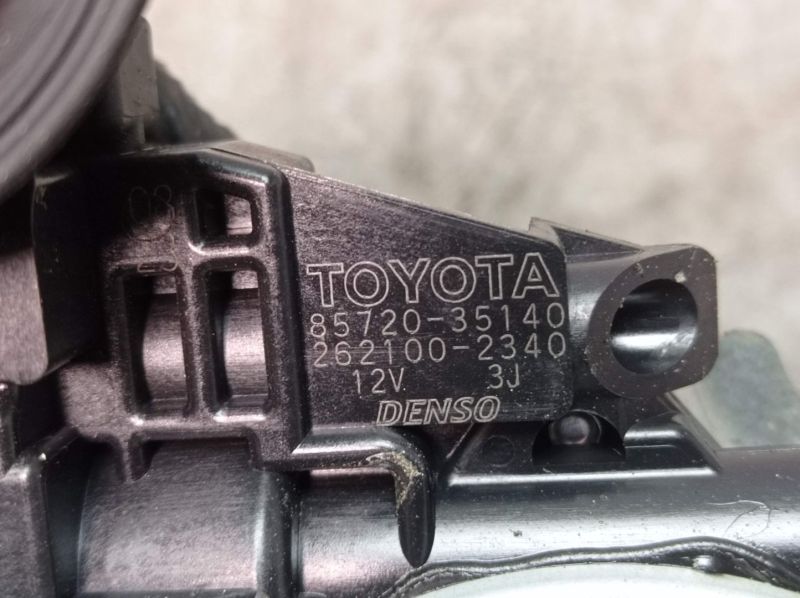 TOYOTA
85720-35140
262100-2340
12V 3J
DENSO